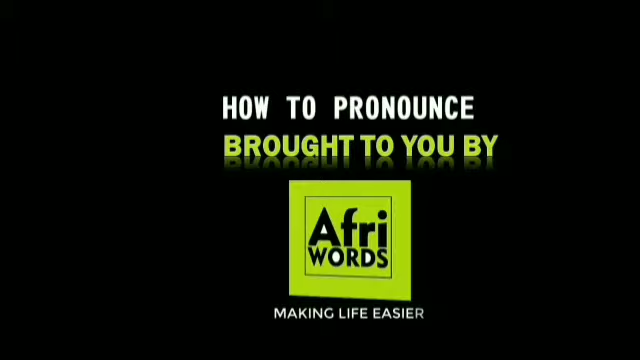 HOW TO PRONOUNCE
BROUGHT TO YOU BY
Afri
WORDS
MAKING LIFE EASIER